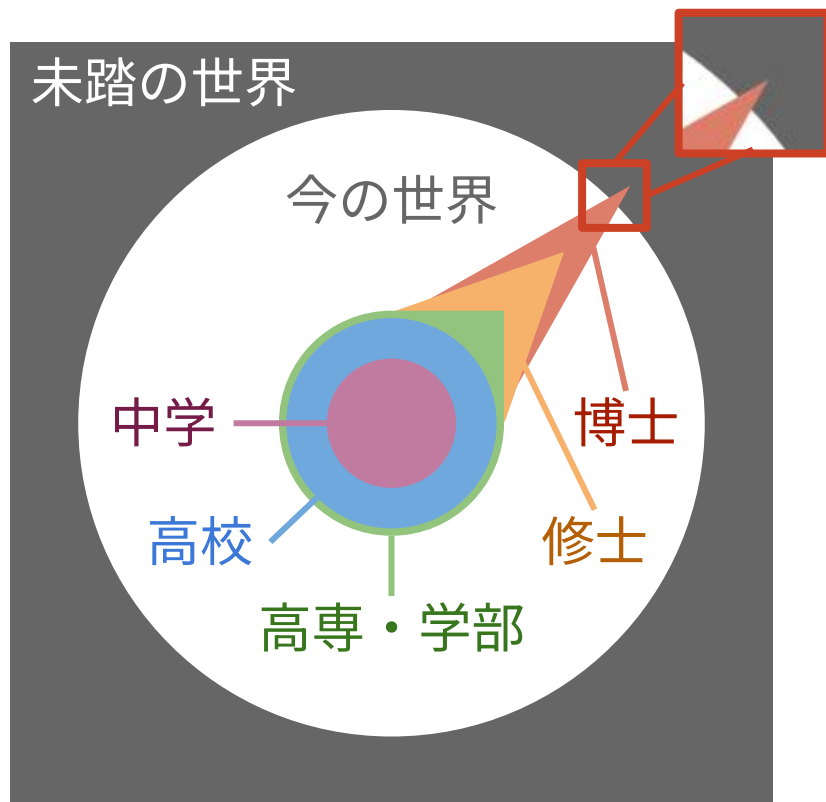 未踏の世界
今の世界
中学
博士
高校
修士
高専・学部